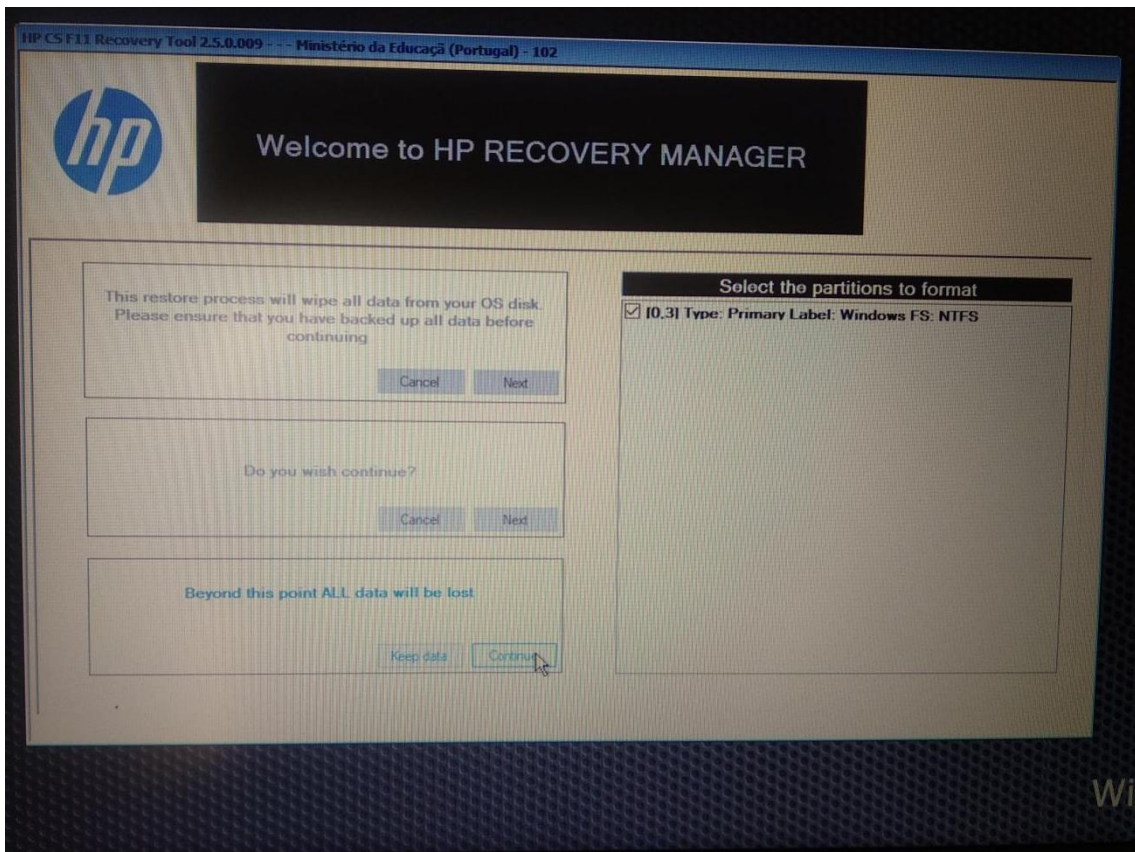 HP CS F11 Recovery Tool 2.5.0.009 - - - Ministério da Educaçã (Portugal) - 102
hp
Welcome to HP RECOVERY MANAGER
This restore process will wipe all data from your OS disk.
Please ensure that you have backed up all data before
continuing
Cancel Next
Do you wish continue?
Cancel Next
Beyond this point ALL data will be lost
Keep data Continue
Select the partitions to format
[0,3] Type: Primary Label: Windows FS: NTFS
Wi